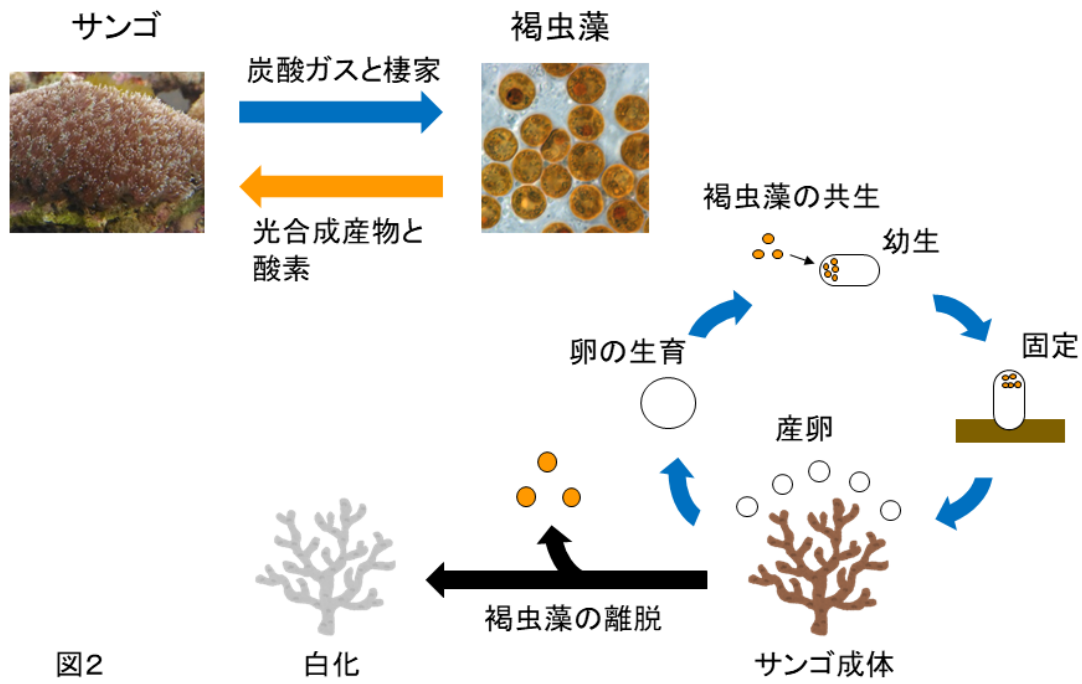 サンゴ
褐虫藻
炭酸ガスと棲家
光合成産物と
酸素
褐虫藻の共生
幼生
卵の生育
固定
産卵
褐虫藻の離脱
図2
白化
サンゴ成体